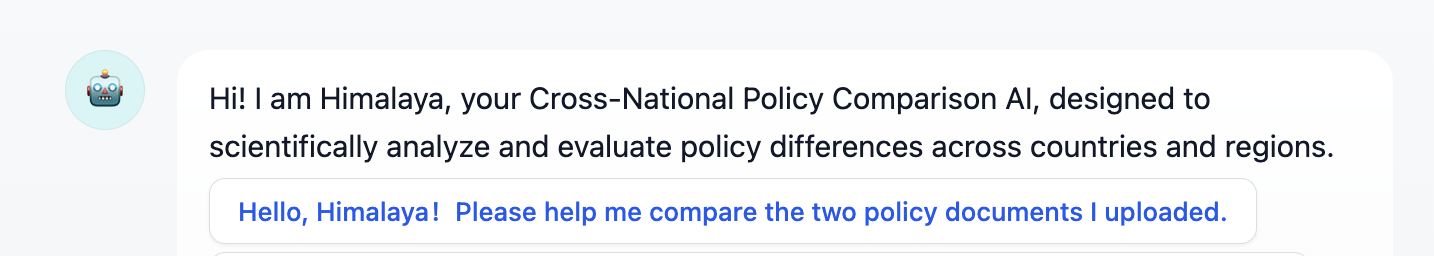 Hi! I am Himalaya, your Cross-National Policy Comparison AI, designed to
scientifically analyze and evaluate policy differences across countries and regions.
Hello, Himalaya！Please help me compare the two policy documents I uploaded.